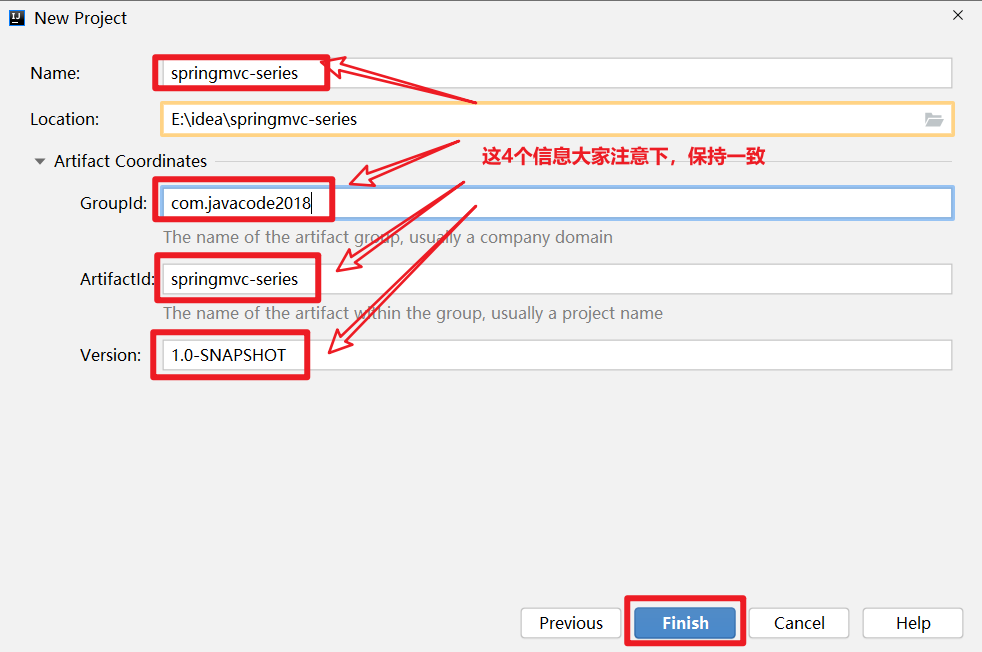 New Project
Name: springmvc-series
Location: E:\idea\springmvc-series
Artifact Coordinates
这4个信息大家注意下，保持一致
GroupId: com.javacode2018
The name of the artifact group, usually a company domain
ArtifactId: springmvc-series
The name of the artifact within the group, usually a project name
Version: 1.0-SNAPSHOT
Previous Finish Cancel Help